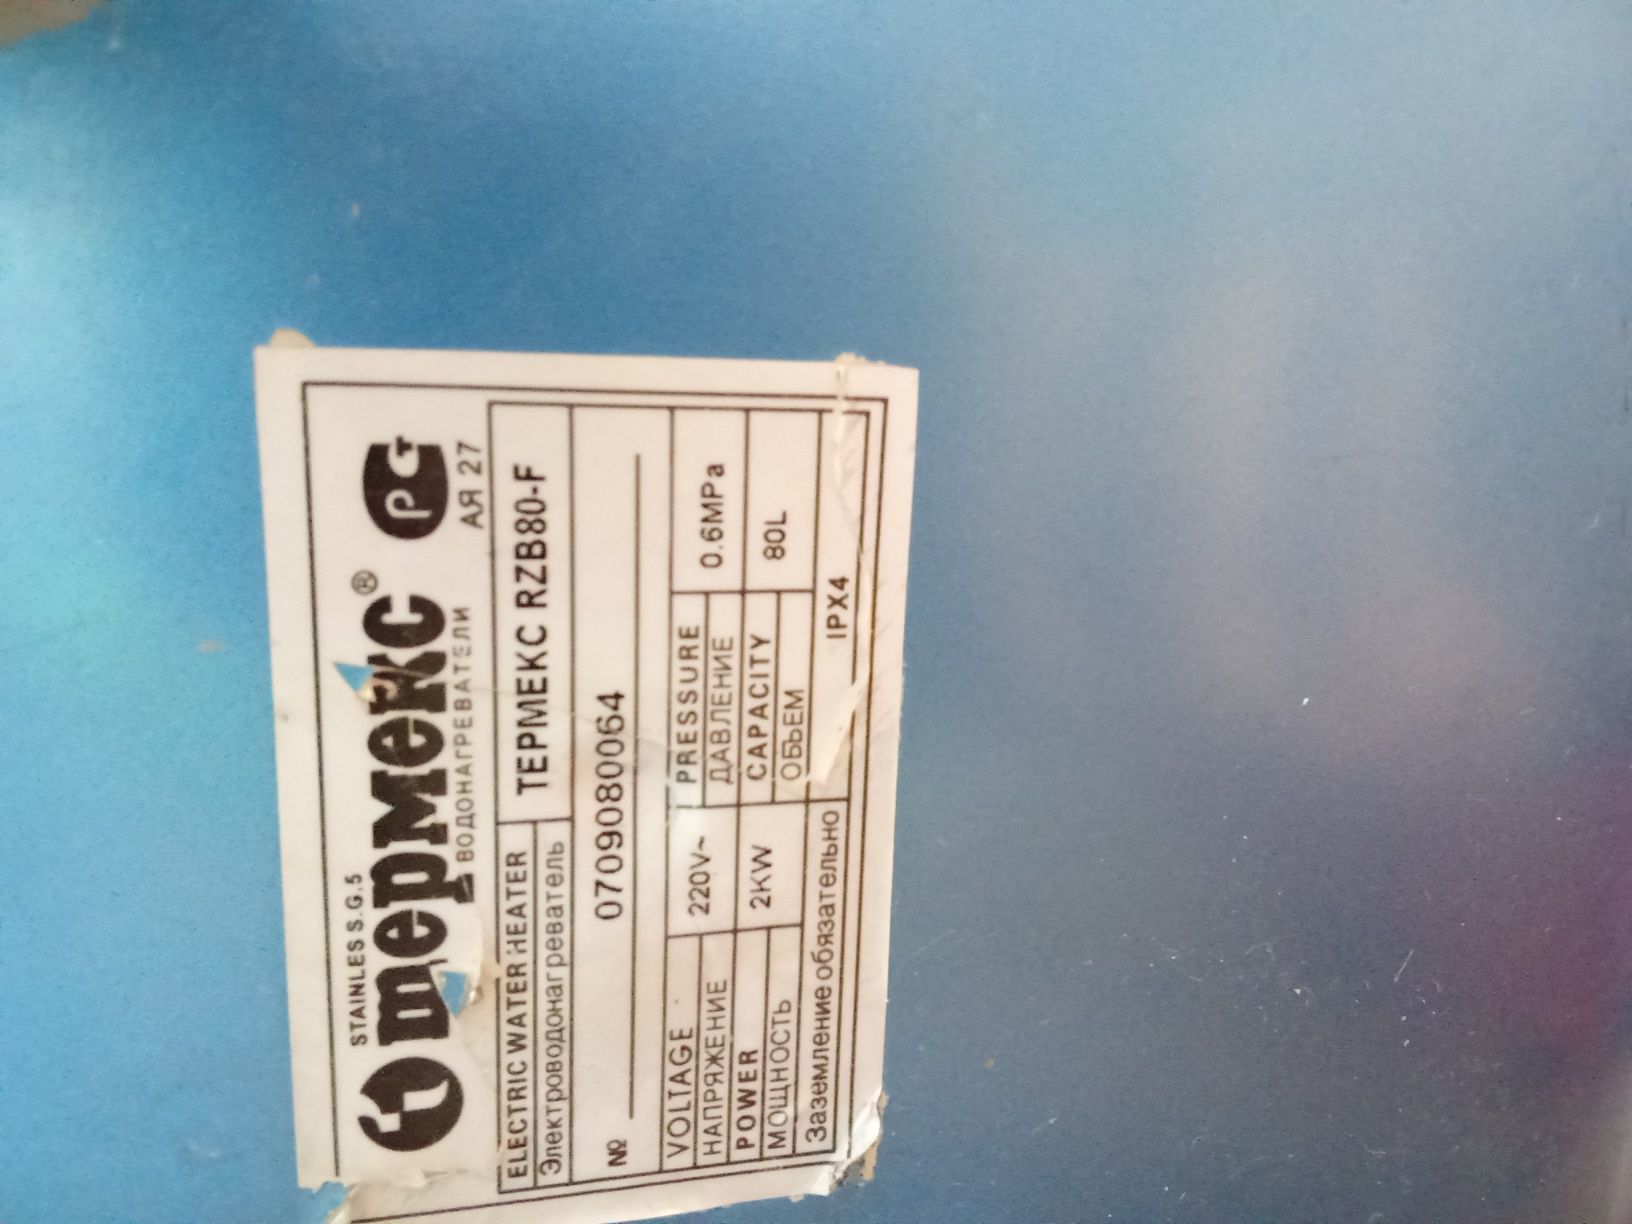 STAINLESS S.G.5
термекс®
ВОДОНАГРЕВАТЕЛИ
АЯ 27
ELECTRIC WATER HEATER
Электроводонагреватель
ТЕРМЕКС RZB80-F
№ 0709080064
VOLTAGE
НАПРЯЖЕНИЕ
220V~
PRESSURE
ДАВЛЕНИЕ
0.6MPa
POWER
МОЩНОСТЬ
2KW
CAPACITY
ОБЪЕМ
80L
Заземление обязательно
IPX4